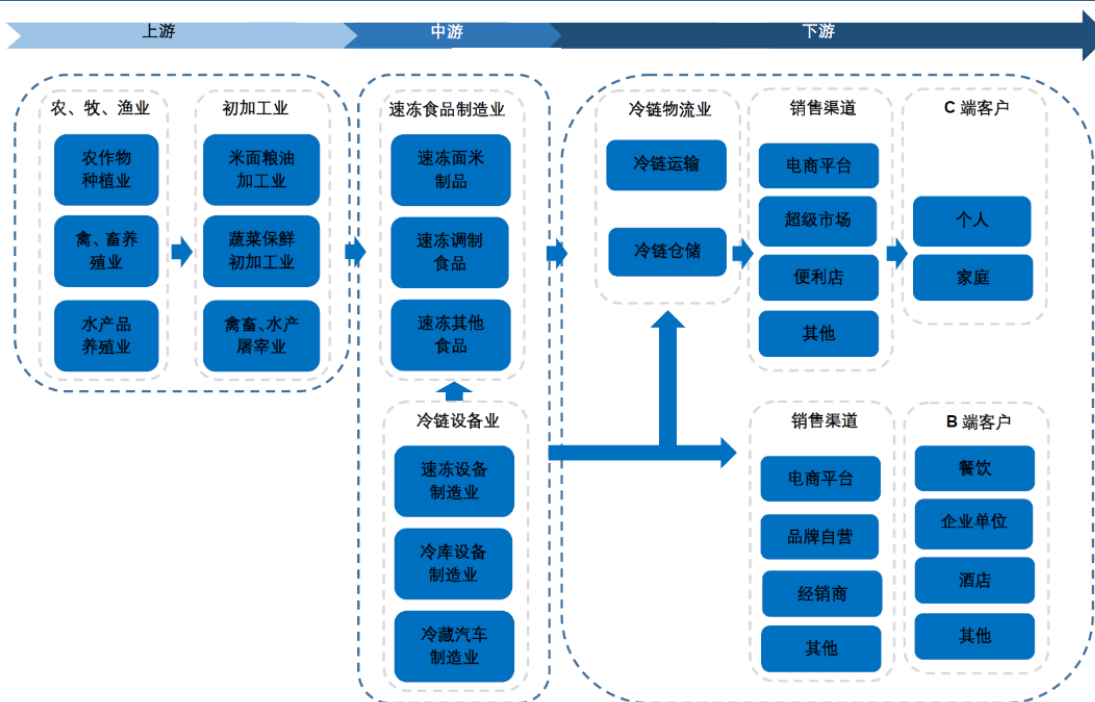 上游
中游
下游
农、牧、渔业
农作物
种植业
禽、畜养
殖业
水产品
养殖业
初加工业
米面粮油
加工业
蔬菜保鲜
初加工业
禽畜、水产
屠宰业
速冻食品制造业
速冻面米
制品
速冻调制
食品
速冻其他
食品
冷链设备业
速冻设备
制造业
冷库设备
制造业
冷藏汽车
制造业
冷链物流业
冷链运输
冷链仓储
销售渠道
电商平台
超级市场
便利店
其他
C 端客户
个人
家庭
销售渠道
电商平台
品牌自营
经销商
其他
B 端客户
餐饮
企业单位
酒店
其他